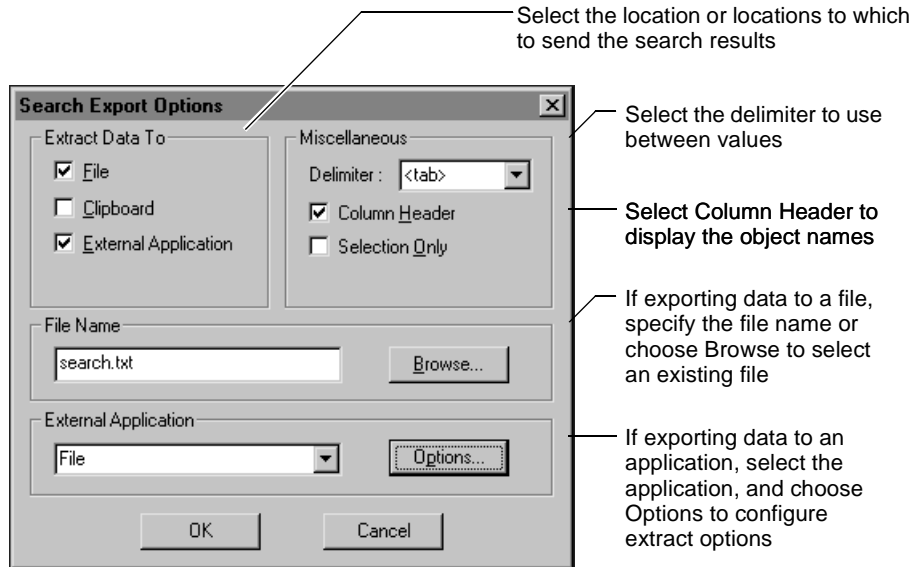 Select the location or locations to which
to send the search results
Search Export Options
Extract Data To
File
Clipboard
External Application
Miscellaneous
Delimiter : <tab>
Column Header
Selection Only
File Name
search.txt
Browse...
External Application
File
Options...
OK
Cancel
Select the delimiter to use
between values
Select Column Header to
display the object names
If exporting data to a file,
specify the file name or
choose Browse to select
an existing file
If exporting data to an
application, select the
application, and choose
Options to configure
extract options